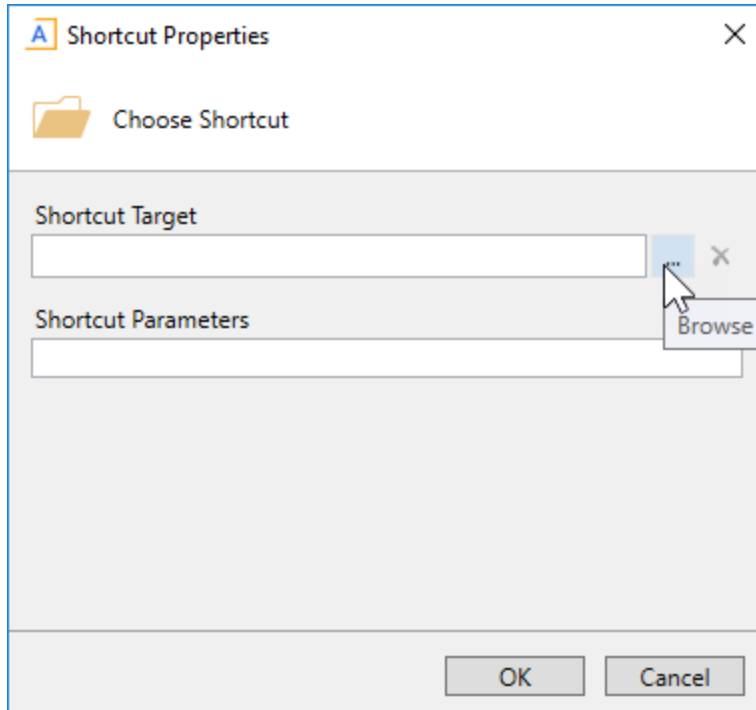 A Shortcut Properties
Choose Shortcut
Shortcut Target
...
Browse
Shortcut Parameters
OK Cancel